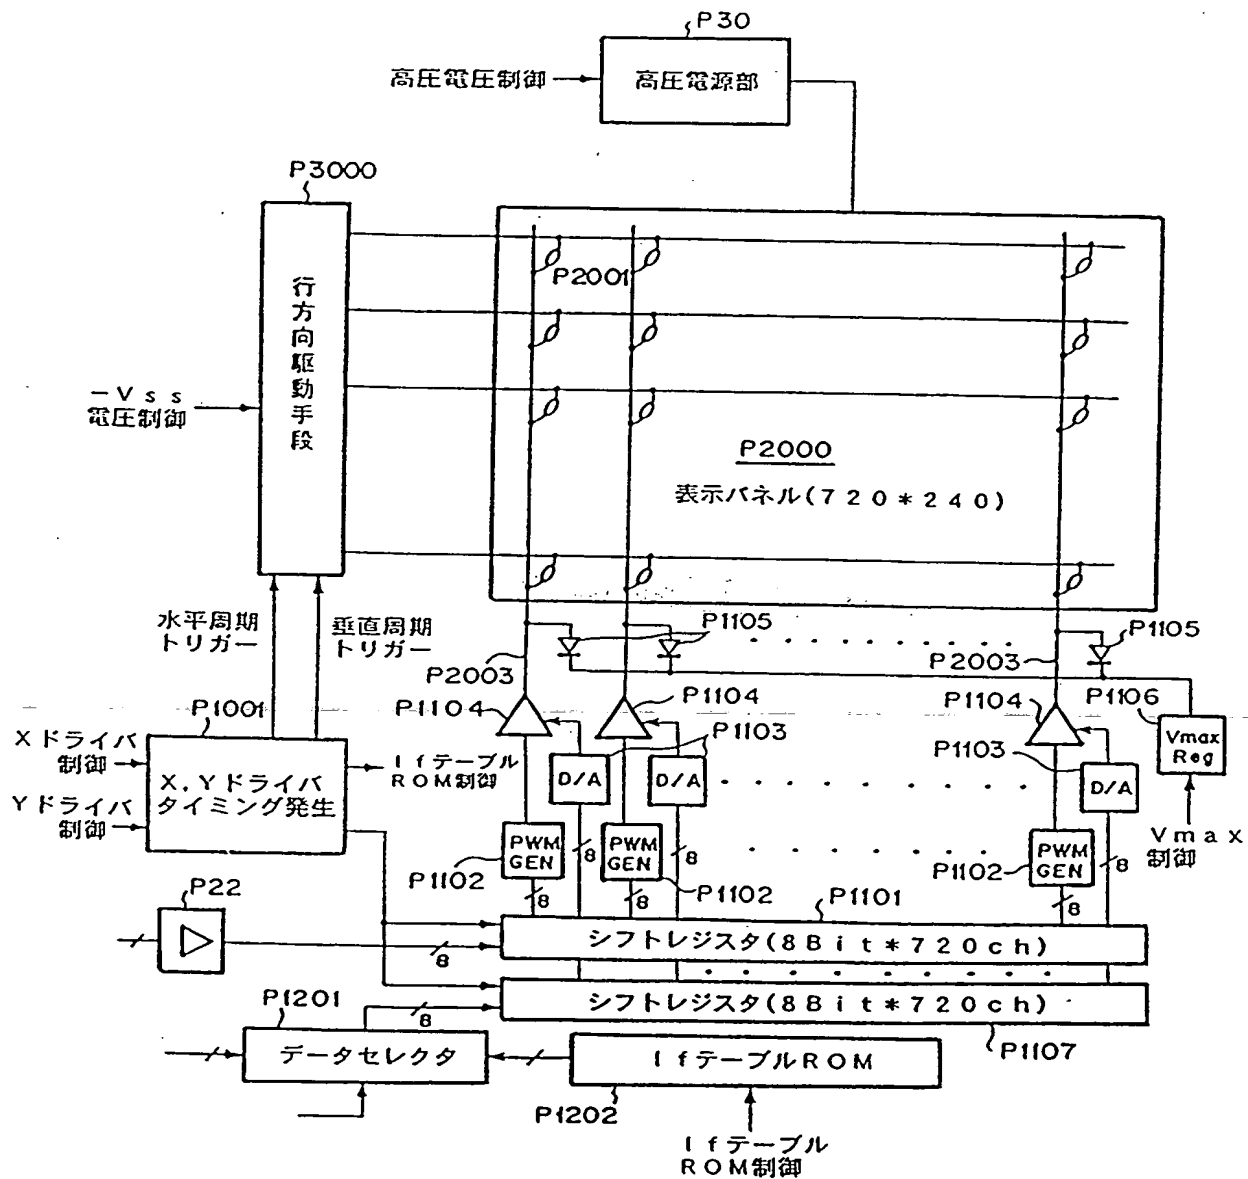 P30
高圧電圧制御
高圧電源部
P3000
行方向駆動手段
P2001
-Vss
電圧制御
P2000
表示パネル(720*240)
水平周期
トリガー
垂直周期
トリガー
P1105
P1105
P2003
P2003
P1104
P1104
P1104
P1106
Vmax
Reg
P1001
Xドライバ
制御
X,Yドライバ
タイミング発生
Yドライバ
制御
Ifテーブル
ROM制御
P1103
P1103
D/A
D/A
D/A
Vmax
制御
PWM
GEN
8
PWM
GEN
8
PWM
GEN
8
P1102
P1102
P1102
8
8
8
P1101
P22
シフトレジスタ(8Bit*720ch)
8
シフトレジスタ(8Bit*720ch)
8
P1107
P1201
データセレクタ
IfテーブルROM
P1202
Ifテーブル
ROM制御